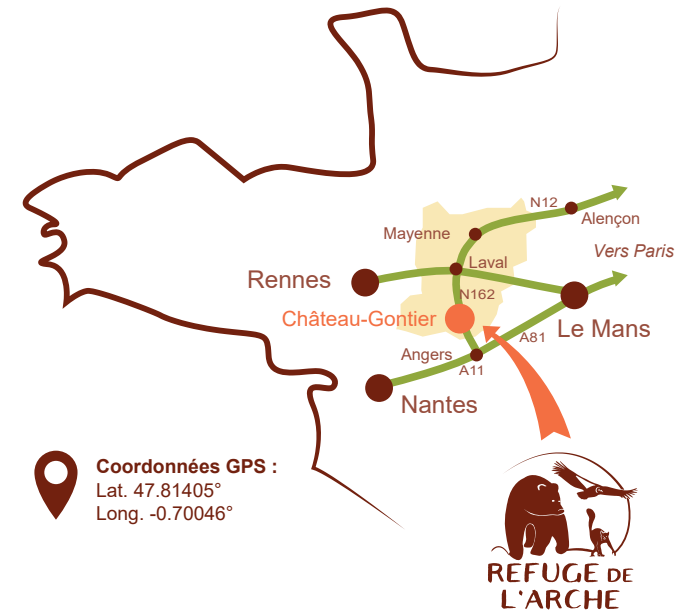 N12
Alençon
Mayenne
Vers Paris
Laval
Rennes
N162
Château-Gontier
Le Mans
A81
Angers
A11
Nantes
Coordonnées GPS :
Lat. 47.81405°
Long. -0.70046°
REFUGE DE
L'ARCHE